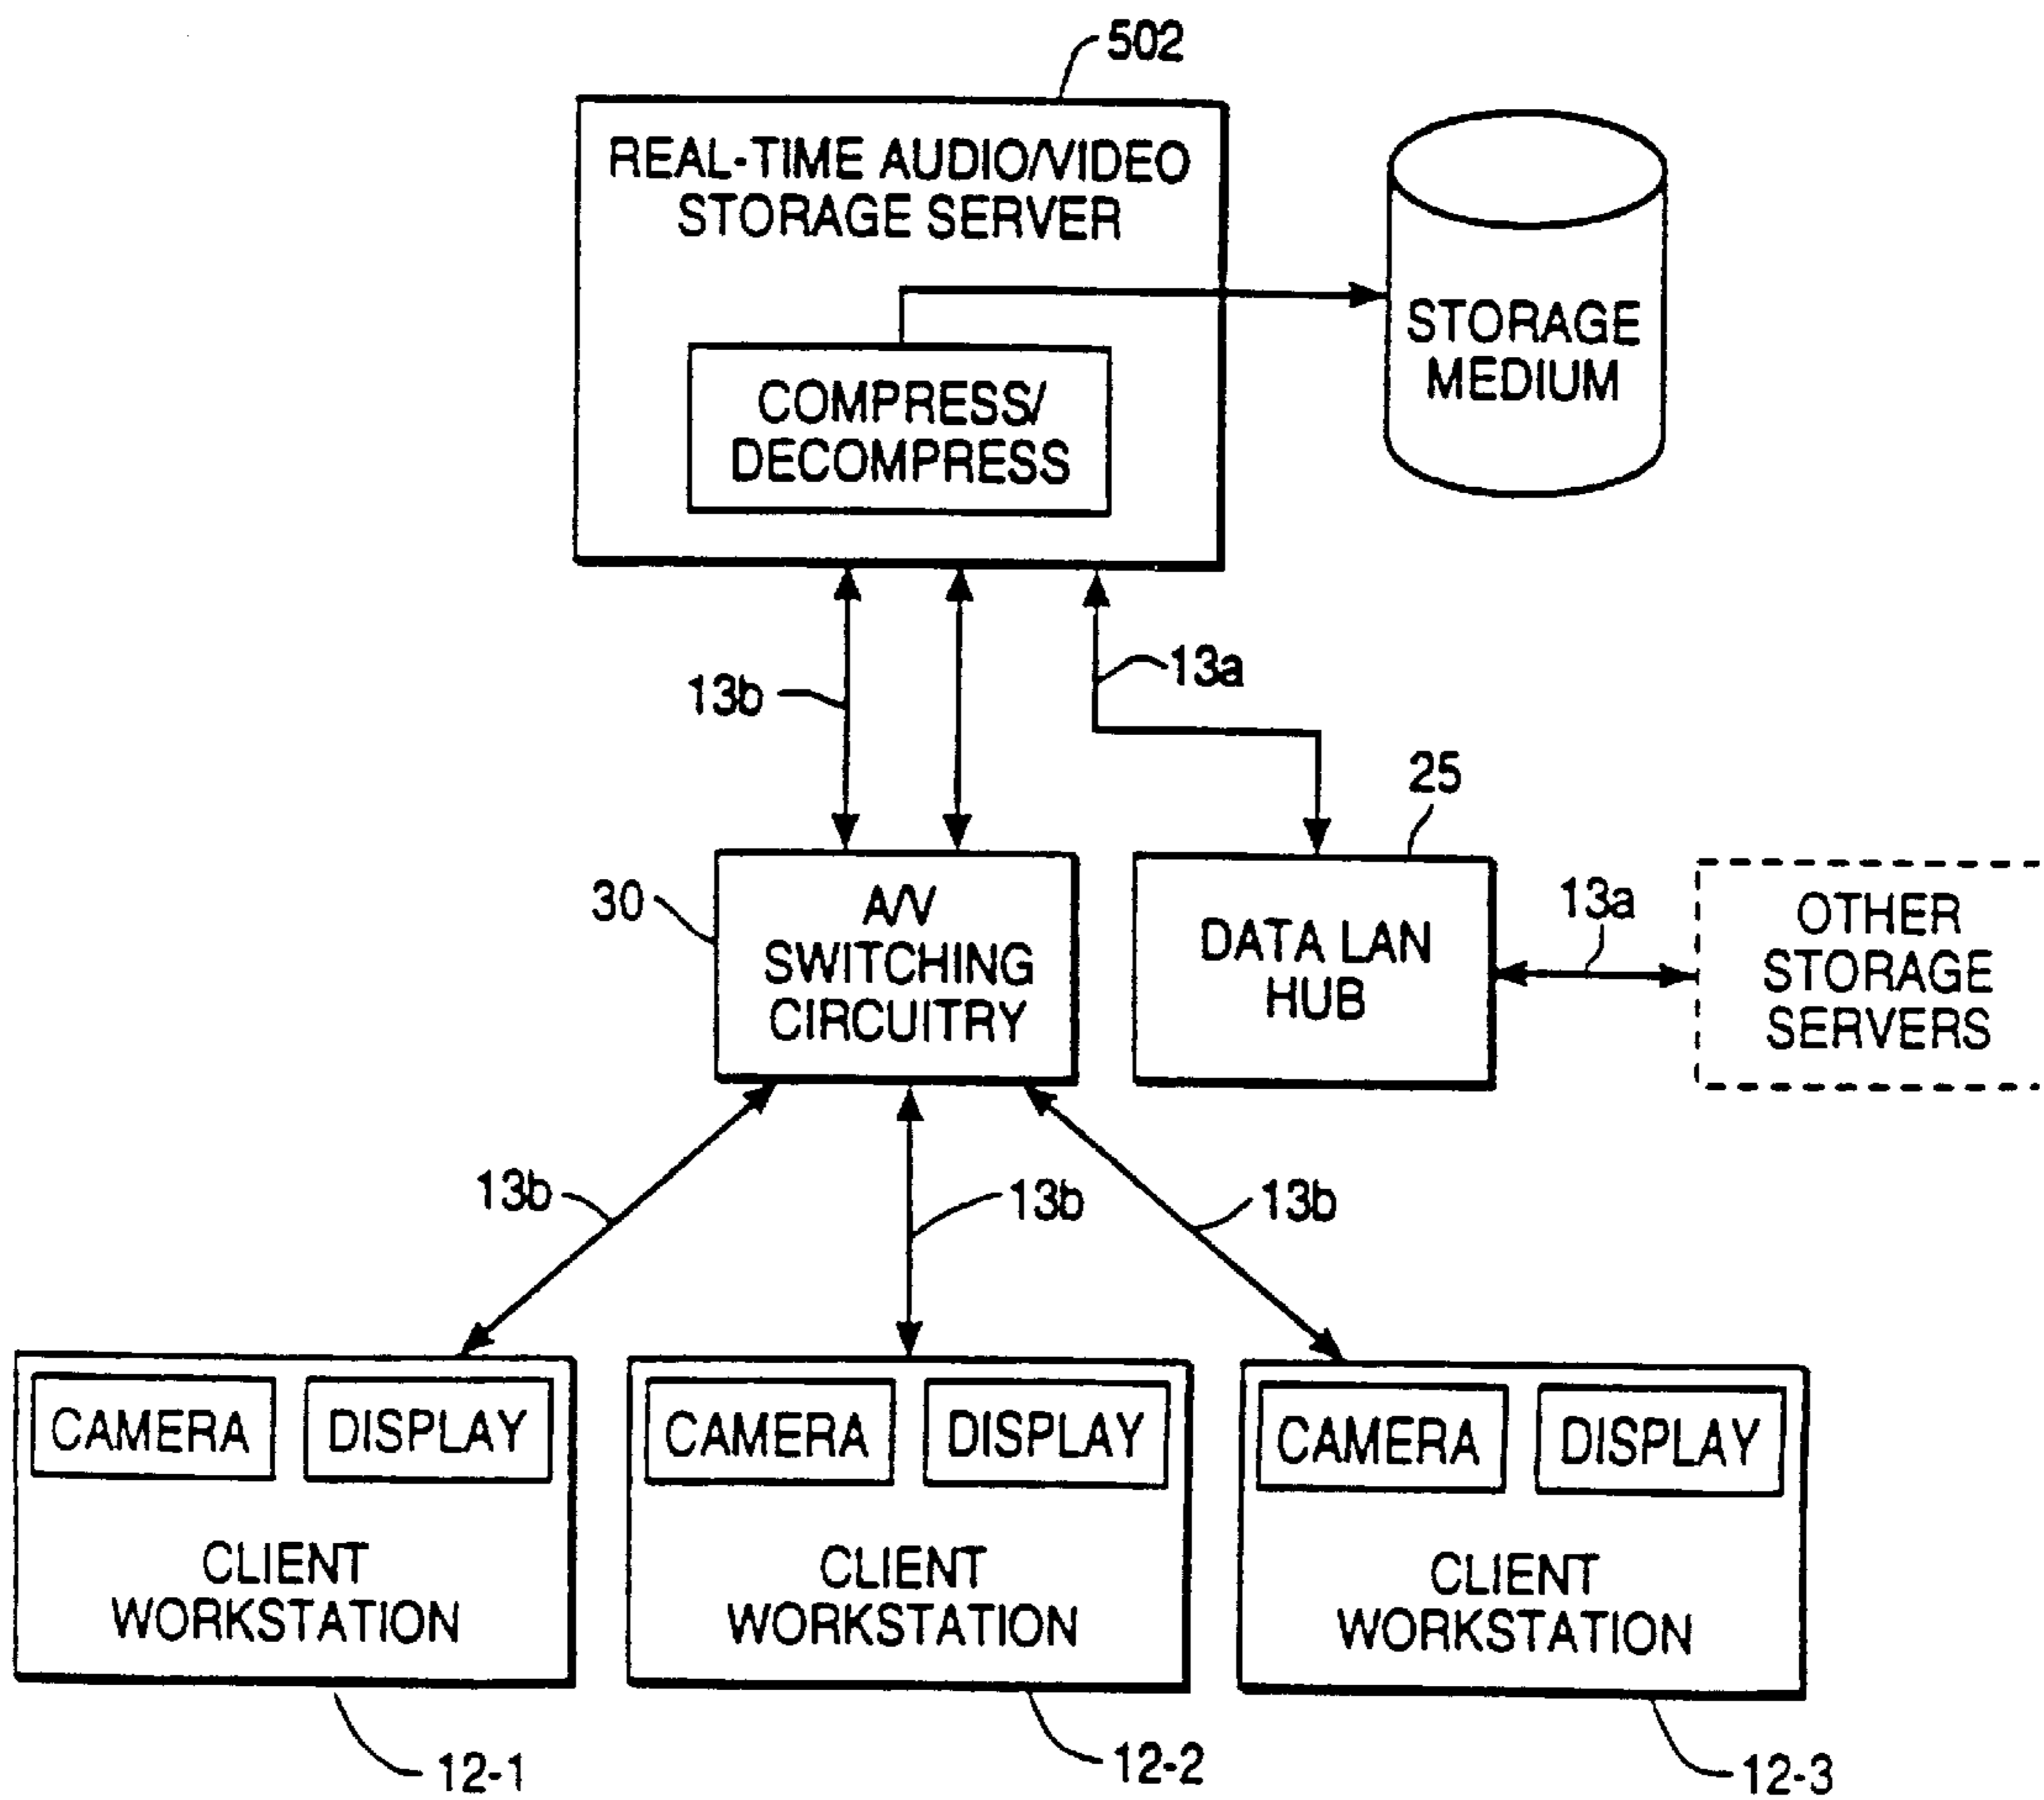 502
REAL-TIME AUDIO/VIDEO
STORAGE SERVER
COMPRESS/
DECOMPRESS
STORAGE
MEDIUM
13b
13a
25
30
A/V
SWITCHING
CIRCUITRY
DATA LAN
HUB
13a
OTHER
STORAGE
SERVERS
13b
13b
13b
CAMERA
DISPLAY
CLIENT
WORKSTATION
CAMERA
DISPLAY
CLIENT
WORKSTATION
CAMERA
DISPLAY
CLIENT
WORKSTATION
12-1
12-2
12-3